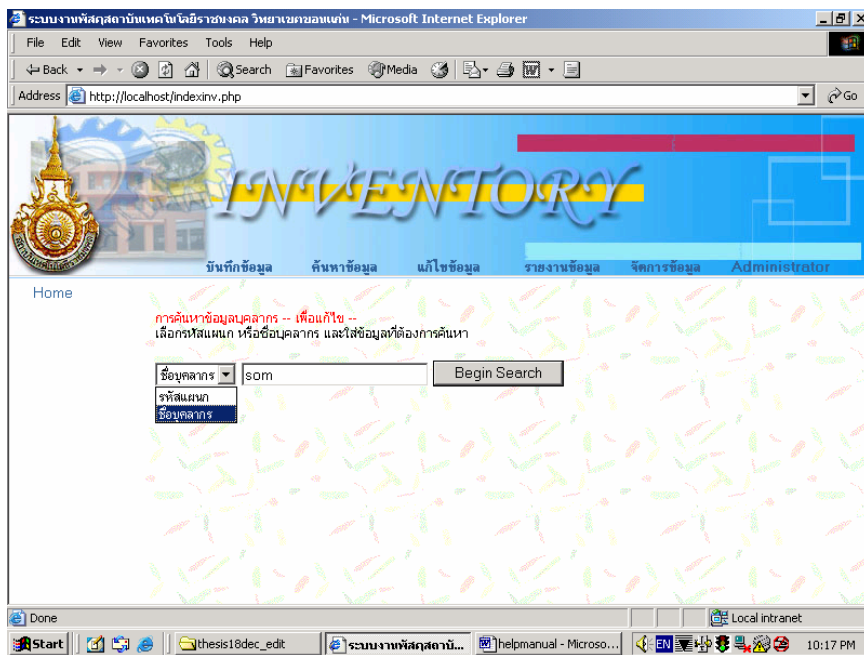 ระบบงานพัสดุสถาบันเทคโนโลยีราชมงคล วิทยาเขตขอนแก่น - Microsoft Internet Explorer
File Edit View Favorites Tools Help
Back Search Favorites Media
Address http://localhost/indexinv.php Go
INVENTORY
บันทึกข้อมูล ค้นหาข้อมูล แก้ไขข้อมูล รายงานข้อมูล จัดการข้อมูล Administrator
Home
การค้นหาข้อมูลบุคลากร -- เพื่อแก้ไข --
เลือกรหัสแผนก หรือชื่อบุคลากร และใส่ข้อมูลที่ต้องการค้นหา
ชื่อบุคลากร som Begin Search
รหัสแผนก
ชื่อบุคลากร
Done Local intranet
Start thesis18dec_edit ระบบงานพัสดุสถาบั... helpmanual - Microso... EN 10:17 PM